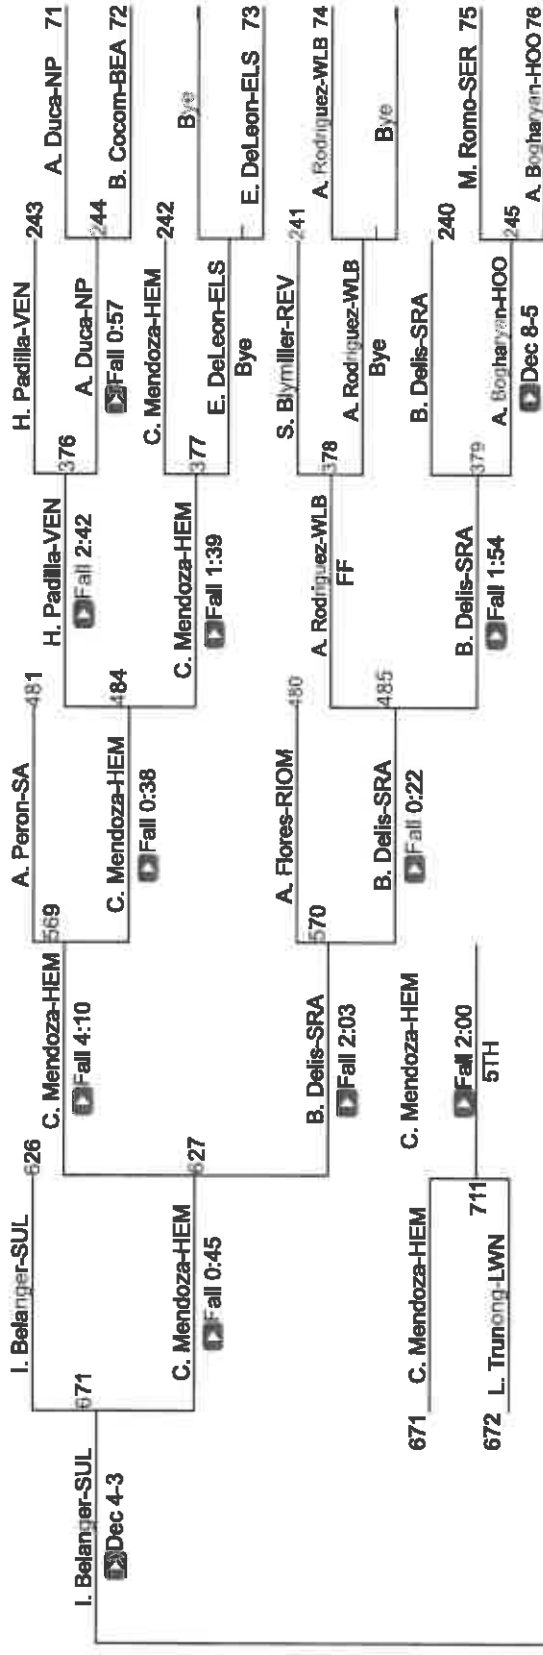 I. Belanger-SUL
Dec 4-3
I. Belanger-SUL 626
671
C. Mendoza-HEM
Fall 0:45
627
C. Mendoza-HEM
Fall 4:10
A. Peron-SA 481
569
C. Mendoza-HEM
Fall 0:38
484
H. Padilla-VEN
Fall 2:42
H. Padilla-VEN 243
376
A. Duca-NP
Fall 0:57
244
A. Duca-NP 71
B. Cocom-BEA 72
C. Mendoza-HEM
Fall 1:39
C. Mendoza-HEM 242
377
E. DeLeon-ELS
Bye
Bye
E. DeLeon-ELS 73
B. Delis-SRA
Fall 2:03
A. Flores-RIOM 480
570
B. Delis-SRA
Fall 0:22
485
A. Rodriguez-WLB
FF
S. Blymiller-REV 241
378
A. Rodriguez-WLB
Bye
A. Rodriguez-WLB 74
Bye
B. Delis-SRA
Fall 1:54
B. Delis-SRA 240
379
A. Bogharyan-HOO
Dec 8-5
245
M. Romo-SER 75
A. Bogharyan-HOO 76
671 C. Mendoza-HEM
711
672 L. Trunong-LWN
C. Mendoza-HEM
Fall 2:00
5TH